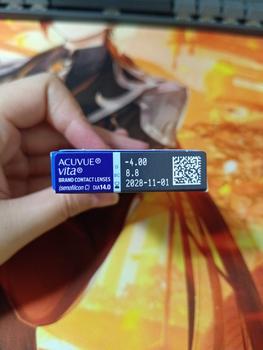 ACUVUE®
vita®
BRAND CONTACT LENSES
(senofilcon C) DIA 14.0
-4.00
8.8
2028-11-01